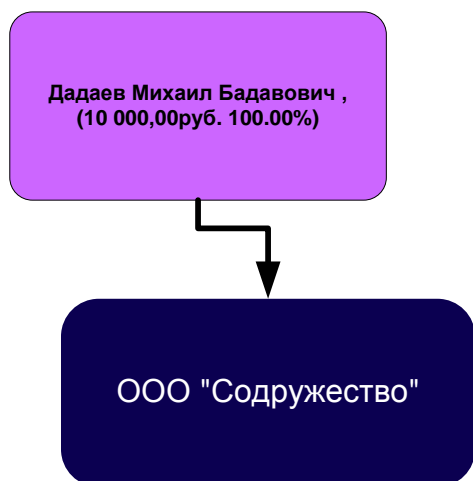 Дадаев Михаил Бадавович ,
(10 000,00руб. 100.00%)
ООО "Содружество"